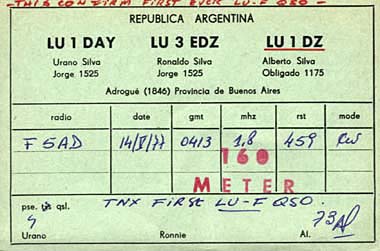 -THIS CONFIRM FIRST EVER LU-F QSO-
REPUBLICA ARGENTINA
LU 1 DAY LU 3 EDZ LU 1 DZ
Urano Silva Ronaldo Silva Alberto Silva
Jorge 1525 Jorge 1525 Obligado 1175
Adrogué (1846) Provincia de Buenos Aires
radio date gmt mhz rst mode
F5AD 14/V/77 0413 1,8 459 CW
160
METER
pse. qsl. TNX FIRST LU-F QSO.
73 Al
Urano Ronnie Al.